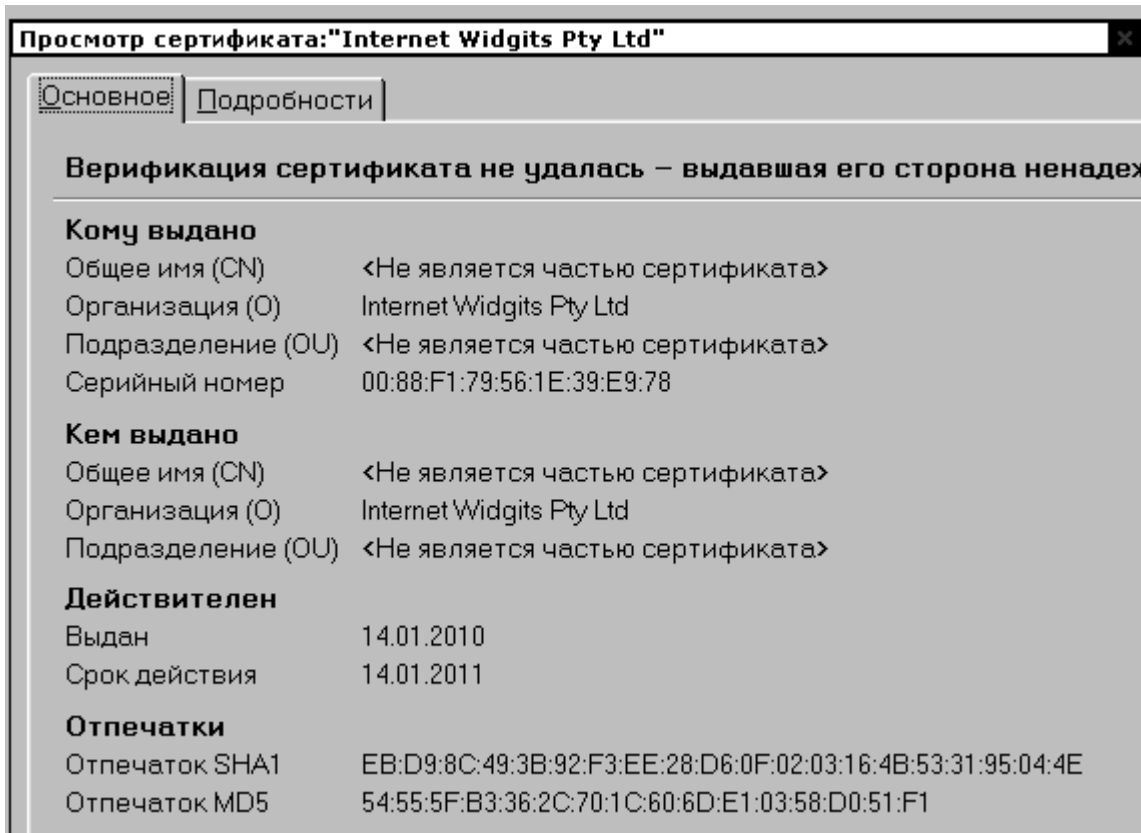 Просмотр сертификата:"Internet Widgits Pty Ltd"
Основное Подробности
Верификация сертификата не удалась – выдавшая его сторона
Кому выдано
Общее имя (CN) <Не является частью сертификата>
Организация (O) Internet Widgits Pty Ltd
Подразделение (OU) <Не является частью сертификата>
Серийный номер 00:88:F1:79:56:1E:39:E9:78
Кем выдано
Общее имя (CN) <Не является частью сертификата>
Организация (O) Internet Widgits Pty Ltd
Подразделение (OU) <Не является частью сертификата>
Действителен
Выдан 14.01.2010
Срок действия 14.01.2011
Отпечатки
Отпечаток SHA1 EB:D9:8C:49:3B:92:F3:EE:28:D6:0F:02:03:16:4B:53:31:95:04:4E
Отпечаток MD5 54:55:5F:B3:36:2C:70:1C:60:6D:E1:03:58:D0:51:F1